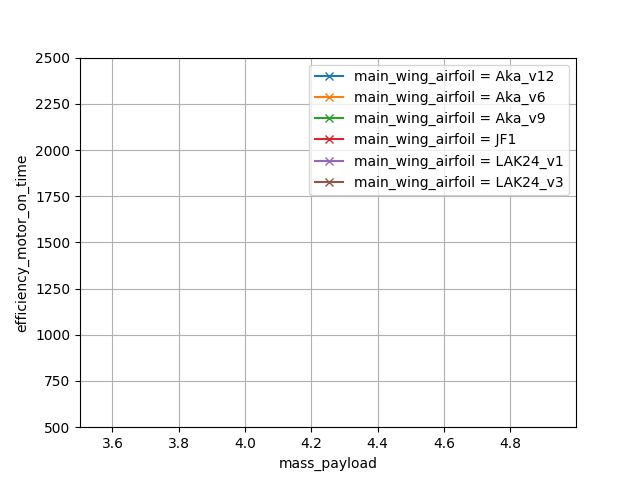 2500
2250
2000
1750
1500
1250
1000
750
500
efficiency_motor_on_time
main_wing_airfoil = Aka_v12
main_wing_airfoil = Aka_v6
main_wing_airfoil = Aka_v9
main_wing_airfoil = JF1
main_wing_airfoil = LAK24_v1
main_wing_airfoil = LAK24_v3
3.6 3.8 4.0 4.2 4.4 4.6 4.8
mass_payload